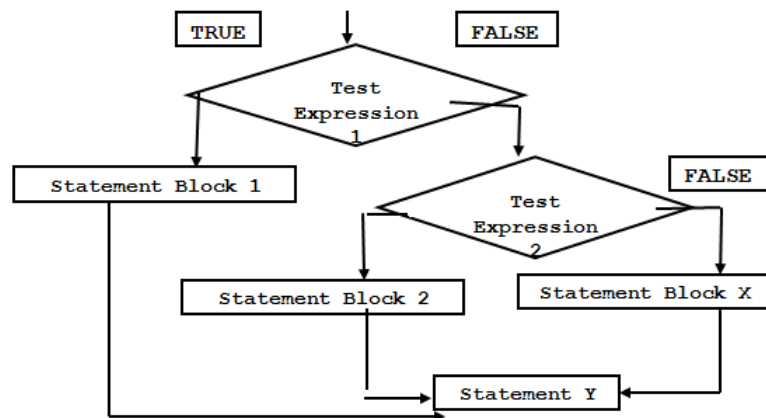 TRUE
FALSE
Test
Expression
1
Statement Block 1
FALSE
Test
Expression
2
Statement Block 2
Statement Block X
Statement Y